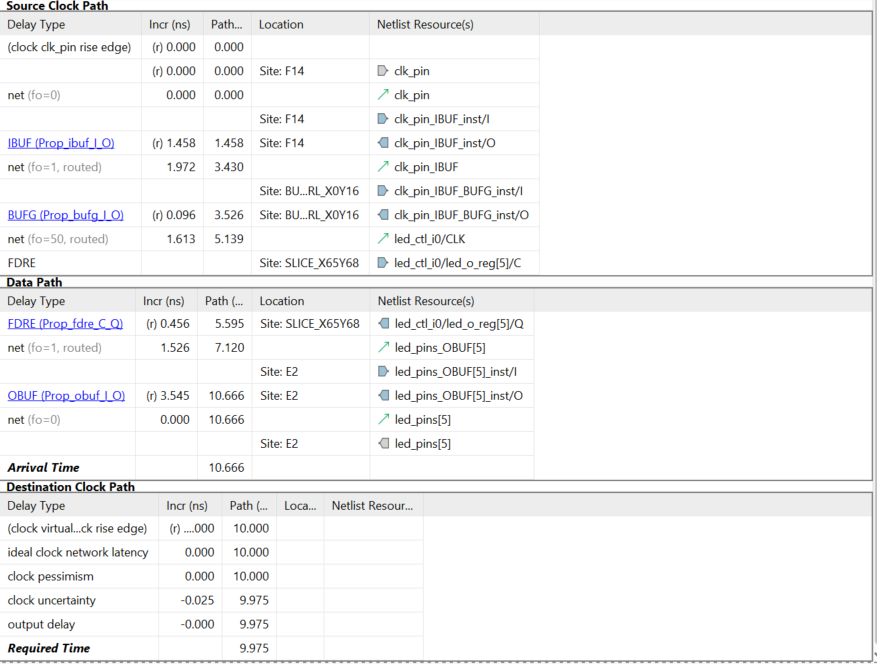 Source Clock Path
Delay Type Incr (ns) Path... Location Netlist Resource(s)
(clock clk_pin rise edge) (r) 0.000 0.000
(r) 0.000 0.000 Site: F14 clk_pin
net (fo=0) 0.000 0.000 clk_pin
Site: F14 clk_pin_IBUF_inst/I
IBUF (Prop_ibuf_I_O) (r) 1.458 1.458 Site: F14 clk_pin_IBUF_inst/O
net (fo=1, routed) 1.972 3.430 clk_pin_IBUF
Site: BU...RL_X0Y16 clk_pin_IBUF_BUFG_inst/I
BUFG (Prop_bufg_I_O) (r) 0.096 3.526 Site: BU...RL_X0Y16 clk_pin_IBUF_BUFG_inst/O
net (fo=50, routed) 1.613 5.139 led_ctl_i0/CLK
FDRE Site: SLICE_X65Y68 led_ctl_i0/led_o_reg[5]/C
Data Path
Delay Type Incr (ns) Path (... Location Netlist Resource(s)
FDRE (Prop_fdre_C_Q) (r) 0.456 5.595 Site: SLICE_X65Y68 led_ctl_i0/led_o_reg[5]/Q
net (fo=1, routed) 1.526 7.120 led_pins_OBUF[5]
Site: E2 led_pins_OBUF[5]_inst/I
OBUF (Prop_obuf_I_O) (r) 3.545 10.666 Site: E2 led_pins_OBUF[5]_inst/O
net (fo=0) 0.000 10.666 led_pins[5]
Site: E2 led_pins[5]
Arrival Time 10.666
Destination Clock Path
Delay Type Incr (ns) Path (... Loca... Netlist Resour...
(clock virtual...ck rise edge) (r) ....000 10.000
ideal clock network latency 0.000 10.000
clock pessimism 0.000 10.000
clock uncertainty -0.025 9.975
output delay -0.000 9.975
Required Time 9.975